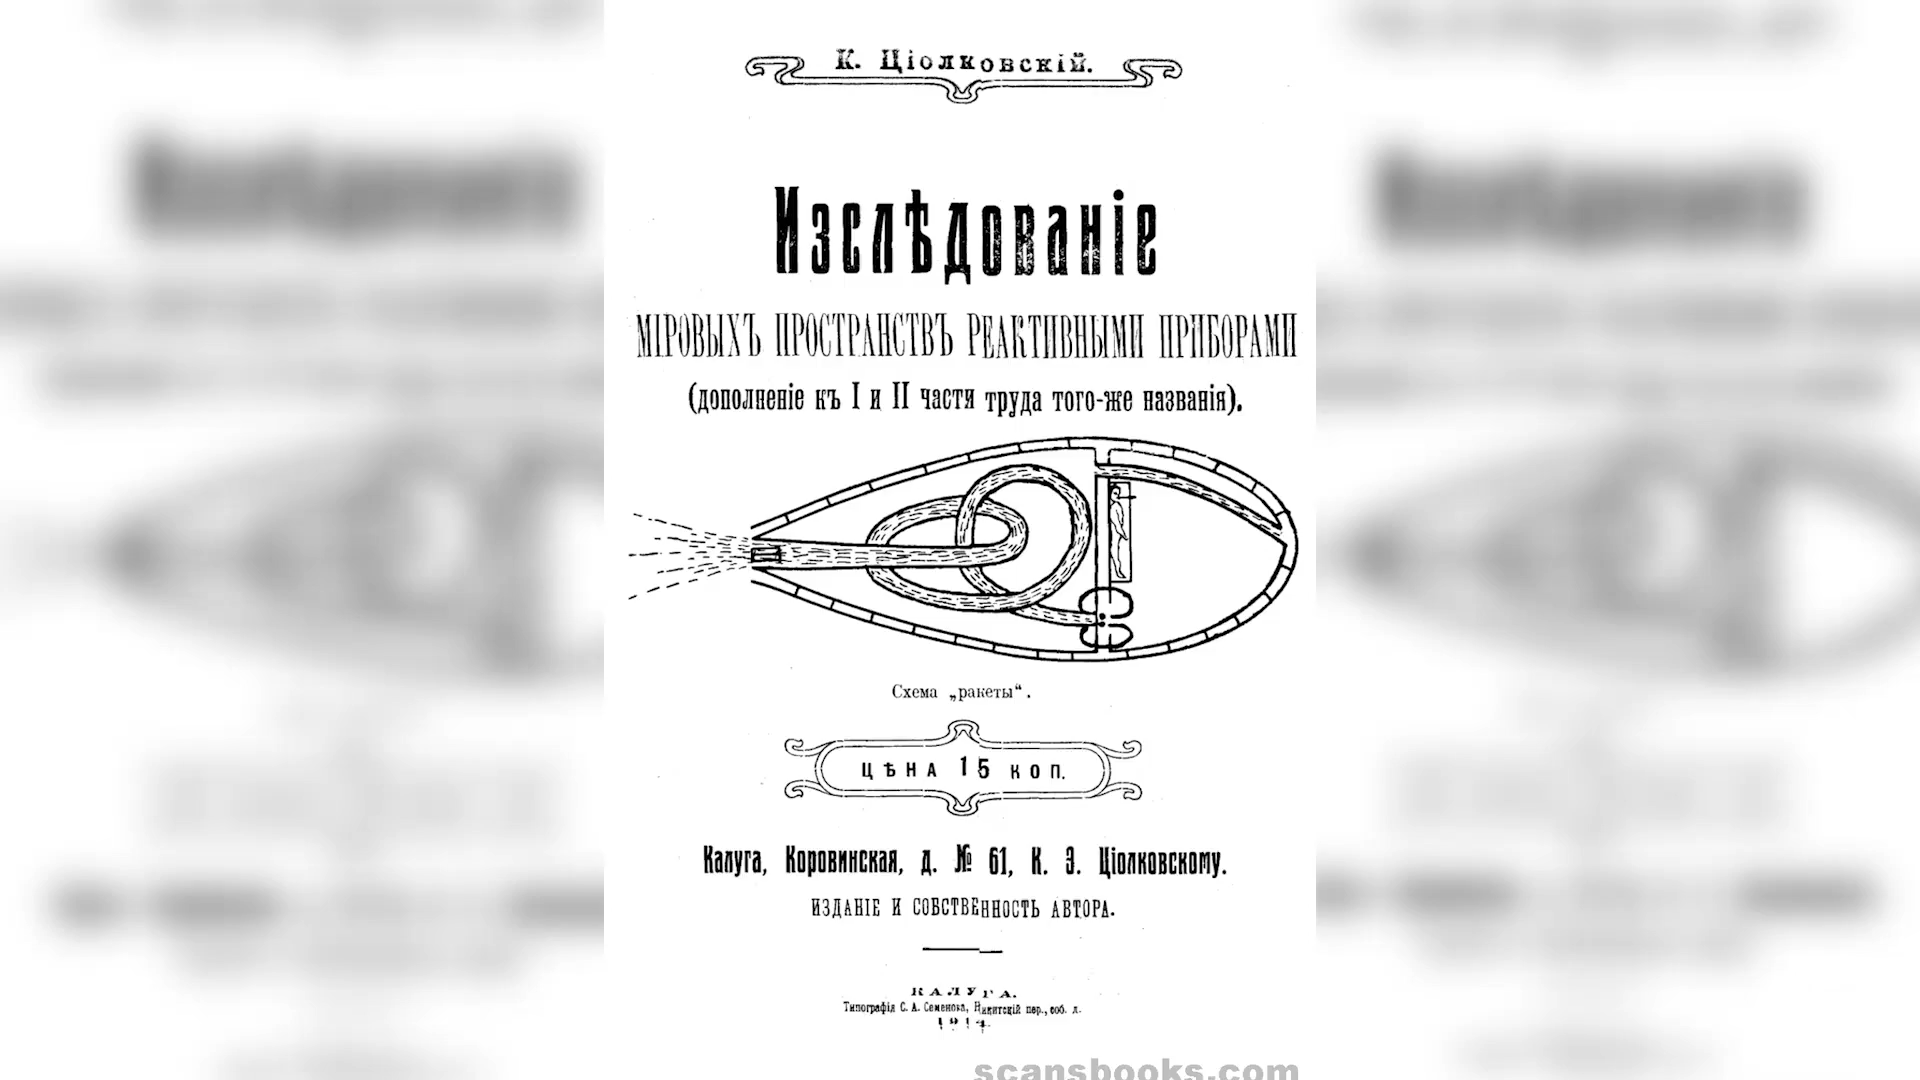 К. Ціолковскій.
Изслѣдованіе
МІРОВЫХЪ ПРОСТРАНСТВЪ РЕАКТИВНЫМИ ПРИБОРАМИ
(дополненіе къ I и II части труда того-же названія).
Схема „ракеты“.
ЦѢНА 15 КОП.
Калуга, Коровинская, д. № 61, К. Э. Ціолковскому.
ИЗДАНІЕ И СОБСТВЕННОСТЬ АВТОРА.
КАЛУГА.
Типографія С. А. Семенова, Никитскій пер., соб. д.
1914
scansbooks.com